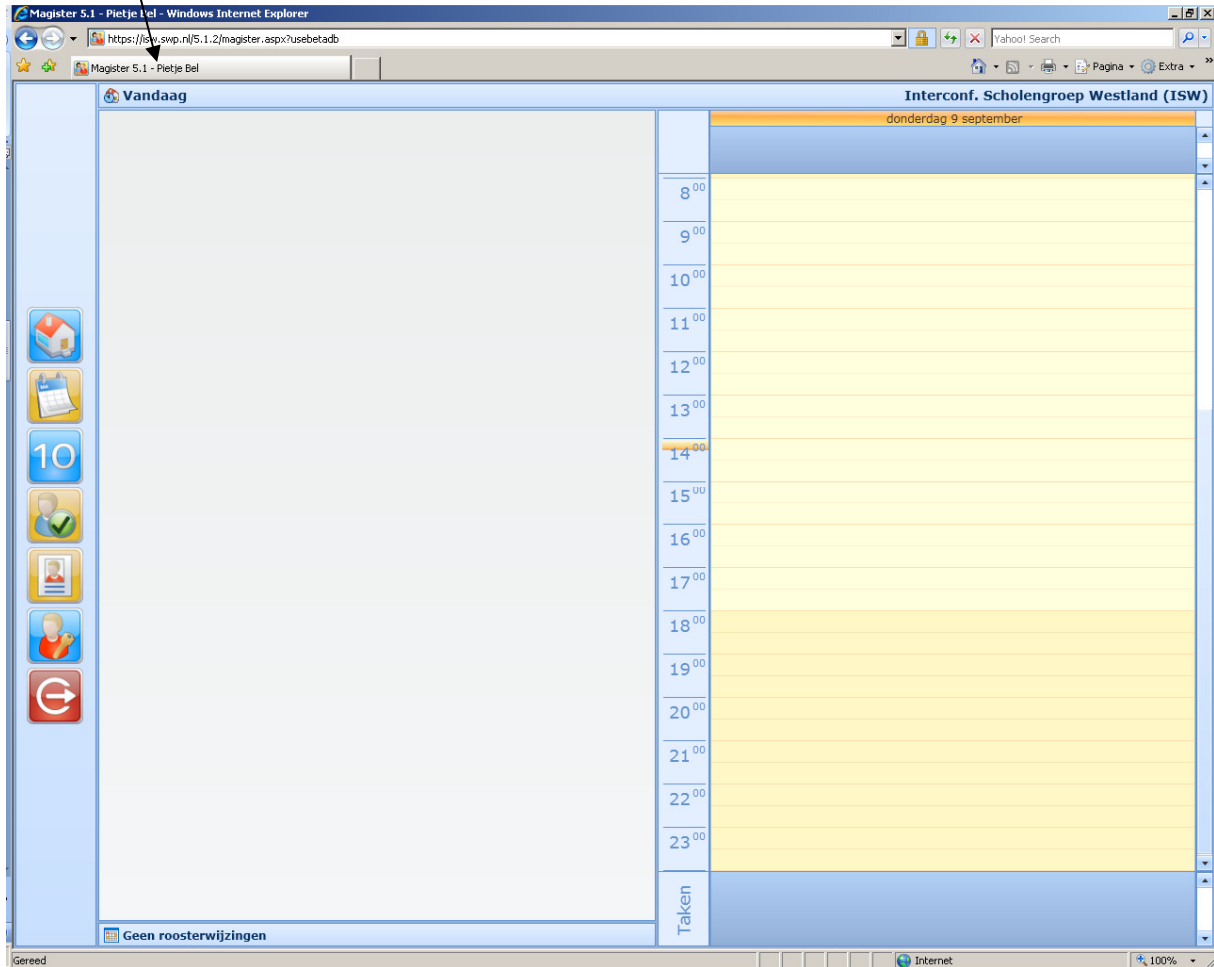 Magister 5.1 - Pietje Bel - Windows Internet Explorer
https://isw.swp.nl/5.1.2/magister.aspx?usebetadb
Yahoo! Search
Magister 5.1 - Pietje Bel
Pagina
Extra
Vandaag
Interconf. Scholengroep Westland (ISW)
donderdag 9 september
8 00
9 00
10 00
11 00
12 00
13 00
14 00
15 00
16 00
17 00
18 00
19 00
20 00
21 00
22 00
23 00
10
Taken
Geen roosterwijzingen
Gereed
Internet
100%